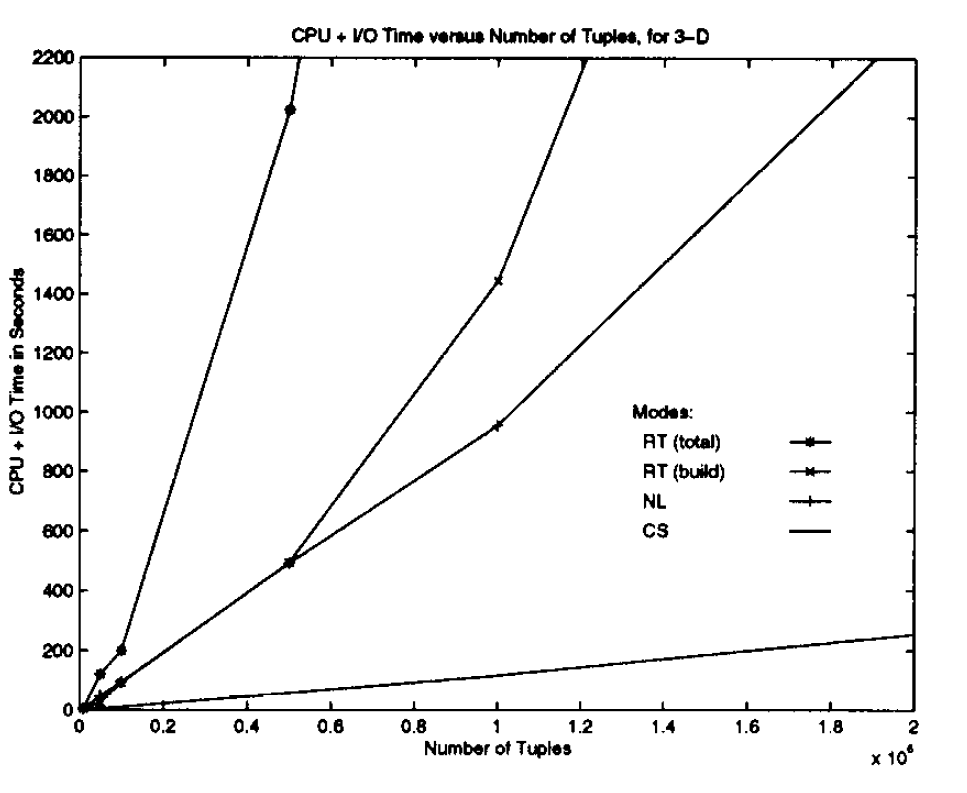 CPU + I/O Time versus Number of Tuples, for 3-D
2200
2000
1800
1600
1400
1200
1000
800
600
400
200
0
CPU + I/O Time in Seconds
Modes:
RT (total)
RT (build)
NL
CS
0 0.2 0.4 0.6 0.8 1 1.2 1.4 1.6 1.8 2
Number of Tuples
x 10^6